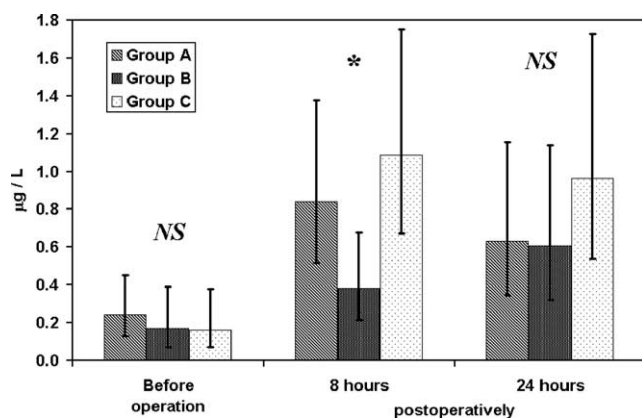 1.8
1.6
1.4
1.2
1.0
0.8
0.6
0.4
0.2
0.0
µg / L
Group A
Group B
Group C
NS
*
NS
Before
operation
8 hours
24 hours
postoperatively